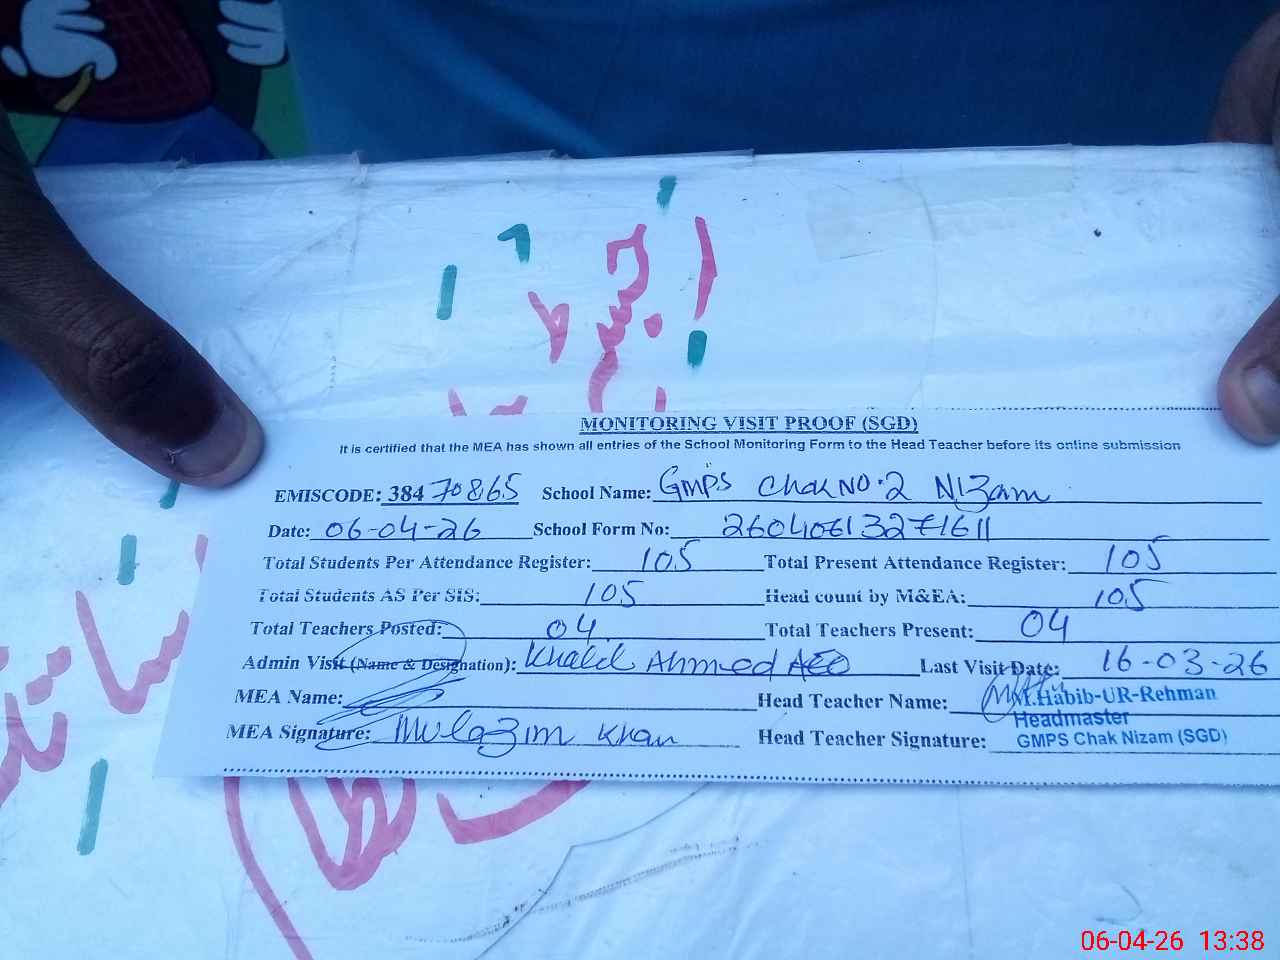 MONITORING VISIT PROOF (SGD)
It is certified that the MEA has shown all entries of the School Monitoring Form to the Head Teacher before its online submission
EMISCODE: 384 70865 School Name: GMPS Chak NO.2 Nizam
Date: 06-04-26 School Form No: 26040613271611
Total Students Per Attendance Register: 105 Total Present Attendance Register: 105
Total Students AS Per SIS: 105 Head count by M&EA: 105
Total Teachers Posted: 04 Total Teachers Present: 04
Admin Visit (Name & Designation): Khalil Ahmed AEO Last Visit Date: 16-03-26
MEA Name: Head Teacher Name: M.Habib-UR-Rehman
Headmaster
MEA Signature: Mulazim Khan Head Teacher Signature: GMPS Chak Nizam (SGD)
06-04-26 13:38